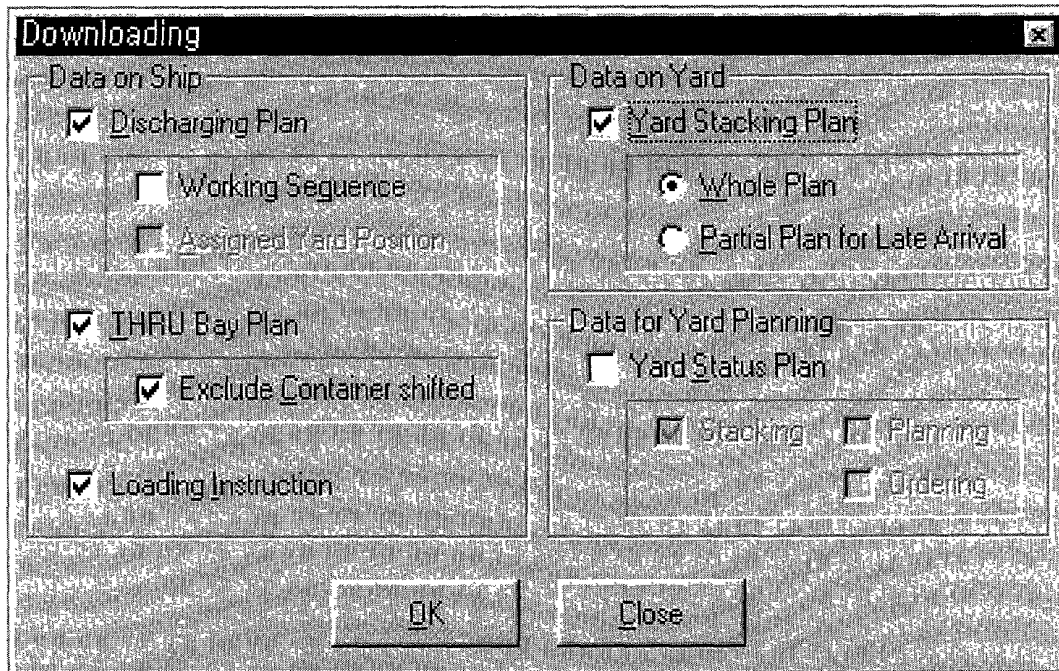 Downloading
Data on Ship
Discharging Plan
Working Sequence
Assigned Yard Position
THRU Bay Plan
Exclude Container shifted
Loading Instruction
Data on Yard
Yard Stacking Plan
Whole Plan
Partial Plan for Late Arrival
Data for Yard Planning
Yard Status Plan
Stacking Planning
Ordering
OK Close